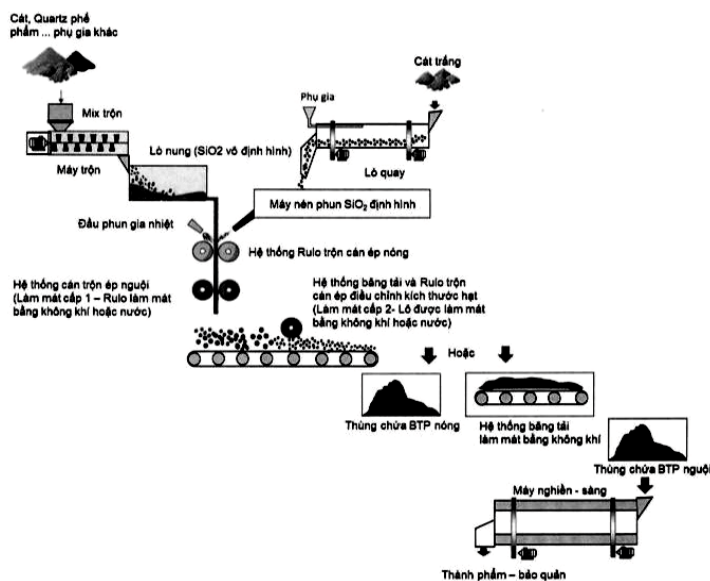 Cát, Quartz phế
phẩm ... phụ gia khác
Mix trộn
Máy trộn
Lò nung (SiO2 vô định hình)
Phụ gia
Cát trắng
Lò quay
Máy nén phun SiO₂ định hình
Đầu phun gia nhiệt
Hệ thống Rulo trộn cán ép nóng
Hệ thống cán trộn ép nguội
(Làm mát cấp 1 – Rulo làm mát
bằng không khí hoặc nước)
Hệ thống băng tải và Rulo trộn
cán ép điều chỉnh kích thước hạt
(Làm mát cấp 2- Lô được làm mát
bằng không khí hoặc nước)
Hoặc
Thùng chứa BTP nóng
Hệ thống băng tải
làm mát bằng không khí
Thùng chứa BTP nguội
Máy nghiền - sàng
Thành phẩm – bảo quản